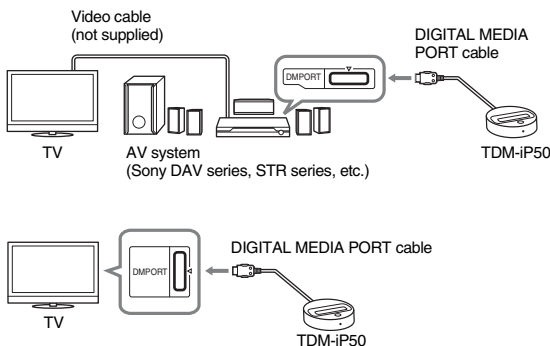 Video cable
(not supplied)
DIGITAL MEDIA
PORT cable
DMPORT
TV
AV system
(Sony DAV series, STR series, etc.)
TDM-iP50
DIGITAL MEDIA PORT cable
DMPORT
TV
TDM-iP50